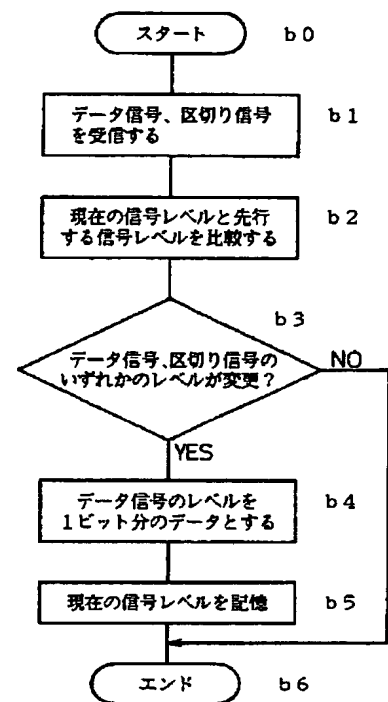 スタート b0
データ信号、区切り信号 b1
を受信する
現在の信号レベルと先行 b2
する信号レベルを比較する
b3
データ信号、区切り信号の
いずれかのレベルが変更？ NO
YES
データ信号のレベルを b4
１ビット分のデータとする
現在の信号レベルを記憶 b5
エンド b6